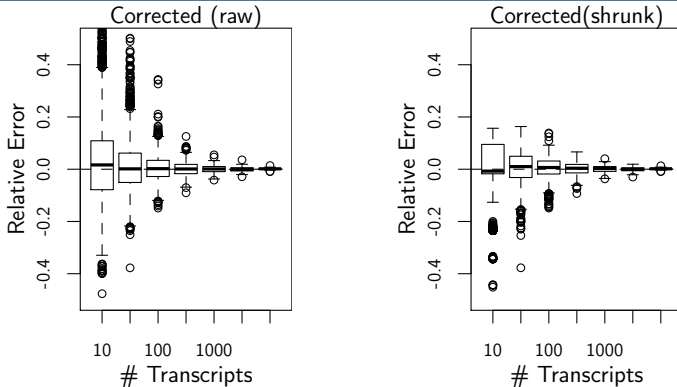 Corrected (raw)
Relative Error
0.4
0.2
0.0
-0.2
-0.4
10
100
1000
# Transcripts
Corrected(shrunk)
Relative Error
0.4
0.2
0.0
-0.2
-0.4
10
100
1000
# Transcripts